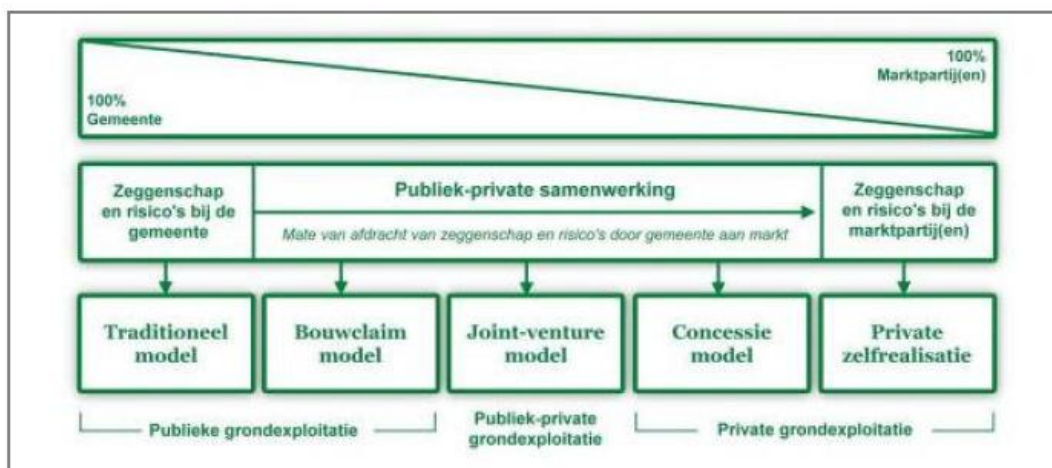 100%
Marktpartij(en)
100%
Gemeente
Zeggenschap
en risico's bij de
gemeente
Publiek-private samenwerking
Mate van afdracht van zeggenschap en risico's door gemeente aan markt
Zeggenschap
en risico's bij de
marktpartij(en)
Traditioneel
model
Bouwclaim
model
Joint-venture
model
Concessie
model
Private
zelfrealisatie
Publieke grondexploitatie
Publiek-private
grondexploitatie
Private grondexploitatie